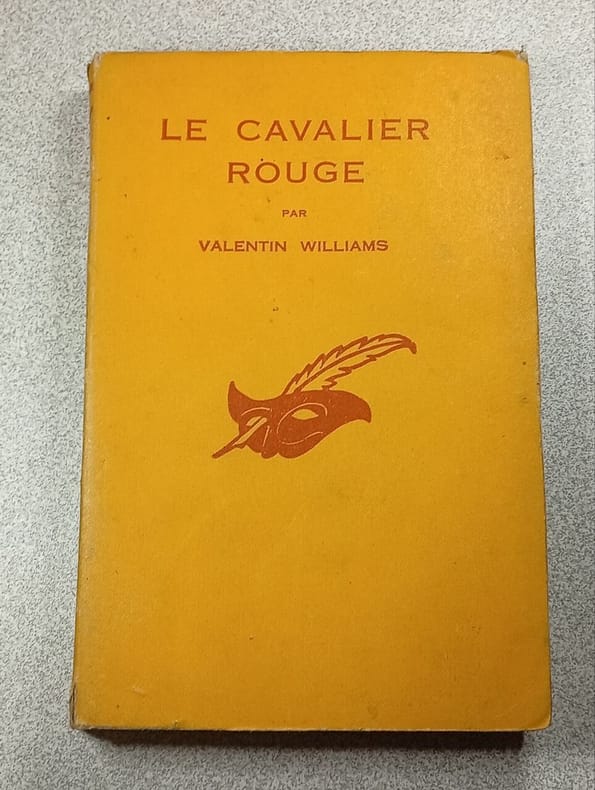 LE CAVALIER
ROUGE
PAR
VALENTIN WILLIAMS